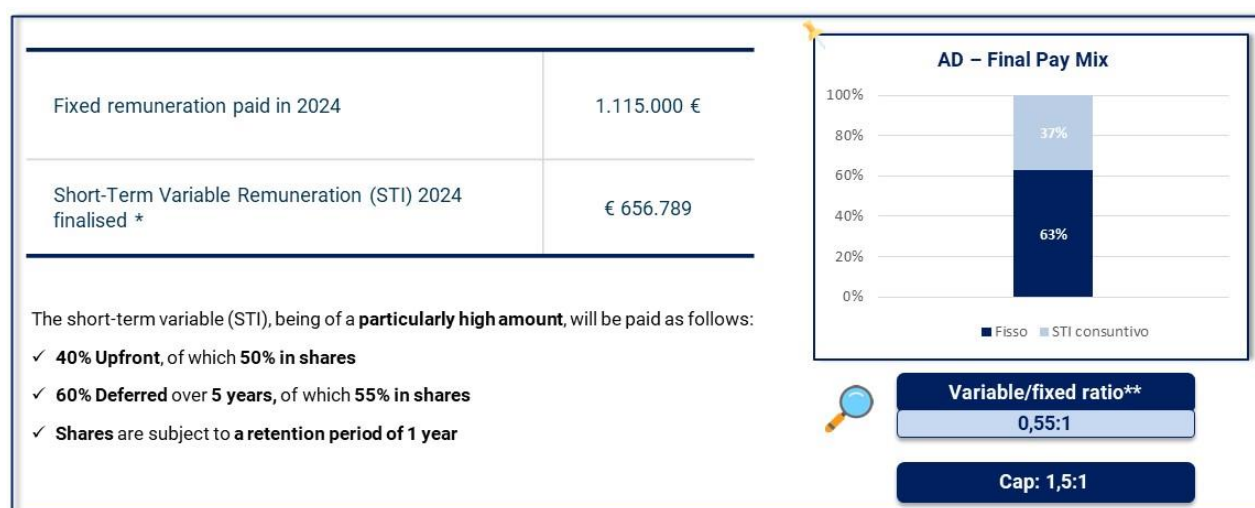 Fixed remuneration paid in 2024
1.115.000 €
Short-Term Variable Remuneration (STI) 2024
finalised *
€ 656.789
The short-term variable (STI), being of a particularly high amount, will be paid as follows:
✓ 40% Upfront, of which 50% in shares
✓ 60% Deferred over 5 years, of which 55% in shares
✓ Shares are subject to a retention period of 1 year
AD – Final Pay Mix
100%
80%
60%
40%
20%
0%
37%
63%
Fisso STI consuntivo
Variable/fixed ratio**
0,55:1
Cap: 1,5:1